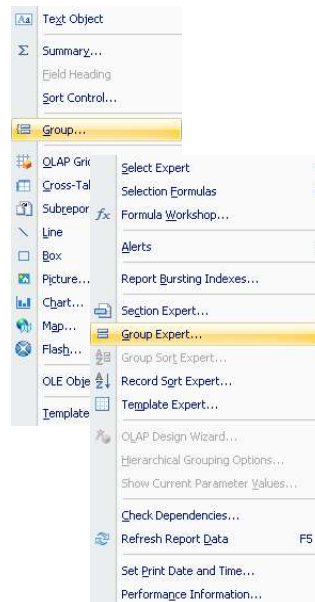 Aa Text Object
Σ Summary...
Field Heading
Sort Control...
Group...
OLAP
Cross-Tal
Subrepor
Line
Box
Picture...
Chart...
Map...
Flash...
OLE Obje
Template
Select Expert
Selection Formulas
fx Formula Workshop...
Alerts
Report Bursting Indexes...
Section Expert...
Group Expert...
Group Sort Expert...
Record Sort Expert...
Template Expert...
OLAP Design Wizard...
Hierarchical Grouping Options...
Show Current Parameter Values...
Check Dependencies...
Refresh Report Data F5
Set Print Date and Time...
Performance Information...